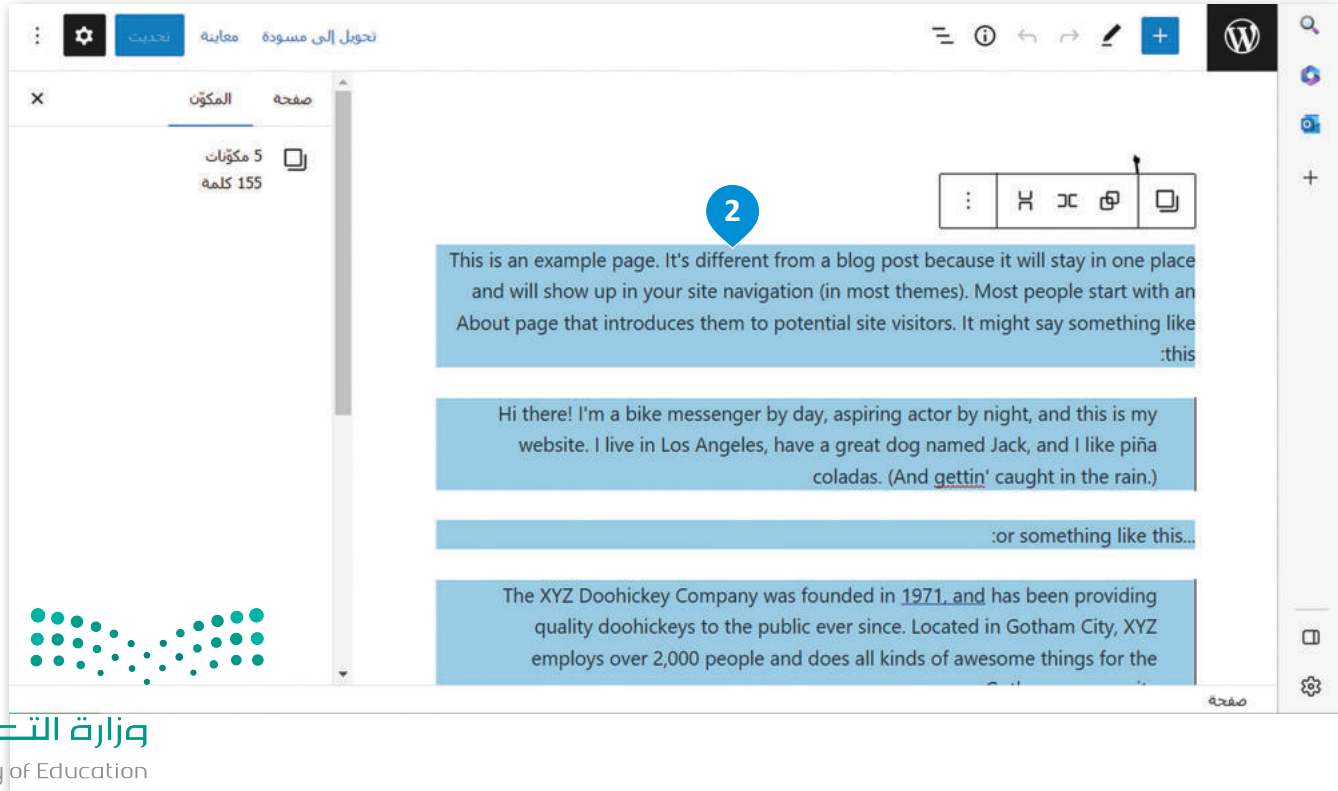 تحويل إلى مسودة
معاينة
تحديث
صفحة
المكوّن
5 مكوّنات
155 كلمة
2
This is an example page. It's different from a blog post because it will stay in one place
and will show up in your site navigation (in most themes). Most people start with an
About page that introduces them to potential site visitors. It might say something like
:this
Hi there! I'm a bike messenger by day, aspiring actor by night, and this is my
website. I live in Los Angeles, have a great dog named Jack, and I like piña
coladas. (And gettin' caught in the rain.)
:or something like this...
The XYZ Doohickey Company was founded in 1971, and has been providing
quality doohickeys to the public ever since. Located in Gotham City, XYZ
employs over 2,000 people and does all kinds of awesome things for the
صفحة
وزارة التـ
of Education